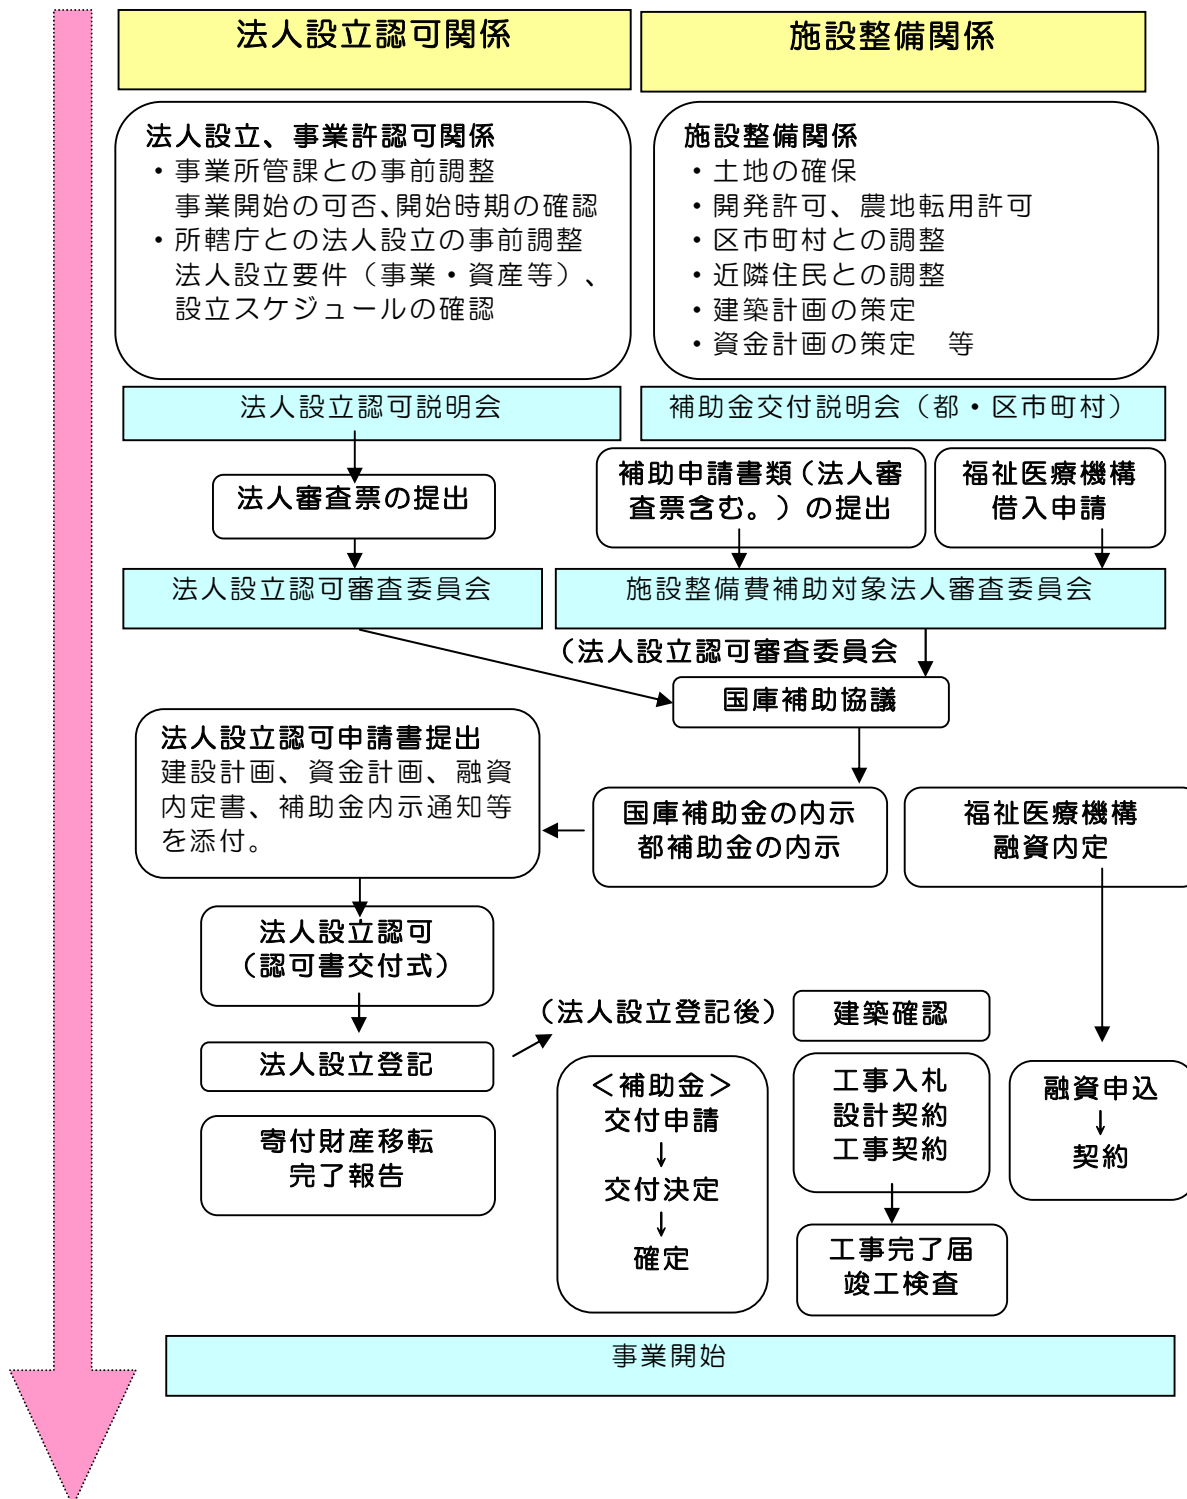 法人設立認可関係
施設整備関係
法人設立、事業許認可関係
・事業所管課との事前調整
事業開始の可否、開始時期の確認
・所轄庁との法人設立の事前調整
法人設立要件（事業・資産等）、
設立スケジュールの確認
施設整備関係
・土地の確保
・開発許可、農地転用許可
・区市町村との調整
・近隣住民との調整
・建築計画の策定
・資金計画の策定　等
法人設立認可説明会
補助金交付説明会（都・区市町村）
法人審査票の提出
補助申請書類（法人審
査票含む。）の提出
福祉医療機構
借入申請
法人設立認可審査委員会
施設整備費補助対象法人審査委員会
（法人設立認可審査委員会
国庫補助協議
法人設立認可申請書提出
建設計画、資金計画、融資
内定書、補助金内示通知等
を添付。
国庫補助金の内示
都補助金の内示
福祉医療機構
融資内定
法人設立認可
（認可書交付式）
法人設立登記
（法人設立登記後）
建築確認
寄付財産移転
完了報告
＜補助金＞
交付申請
↓
交付決定
↓
確定
工事入札
設計契約
工事契約
融資申込
↓
契約
工事完了届
竣工検査
事業開始